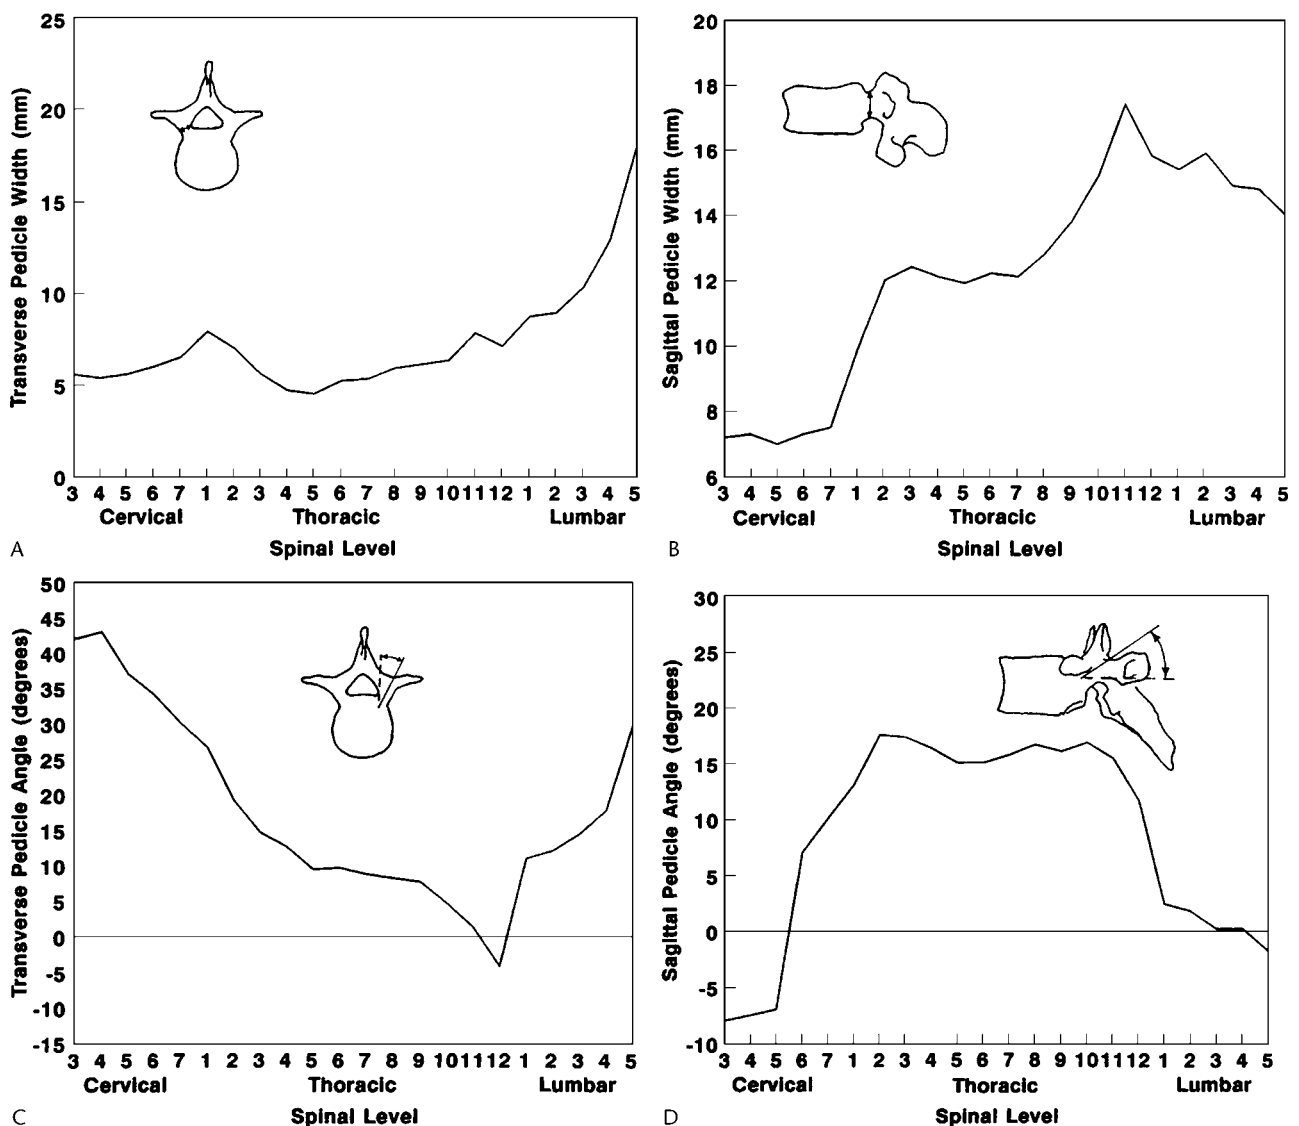 25
20
15
10
5
0
Transverse Pedicle Width (mm)
3 4 5 6 7 1 2 3 4 5 6 7 8 9 10 11 12 1 2 3 4 5
Cervical Thoracic Lumbar
A Spinal Level
20
18
16
14
12
10
8
6
Sagittal Pedicle Width (mm)
3 4 5 6 7 1 2 3 4 5 6 7 8 9 10 11 12 1 2 3 4 5
Cervical Thoracic Lumbar
B Spinal Level
50
45
40
35
30
25
20
15
10
5
0
-5
-10
-15
Transverse Pedicle Angle (degrees)
3 4 5 6 7 1 2 3 4 5 6 7 8 9 10 11 12 1 2 3 4 5
Cervical Thoracic Lumbar
C Spinal Level
30
25
20
15
10
5
0
-5
-10
Sagittal Pedicle Angle (degrees)
3 4 5 6 7 1 2 3 4 5 6 7 8 9 10 11 12 1 2 3 4 5
Cervical Thoracic Lumbar
D Spinal Level